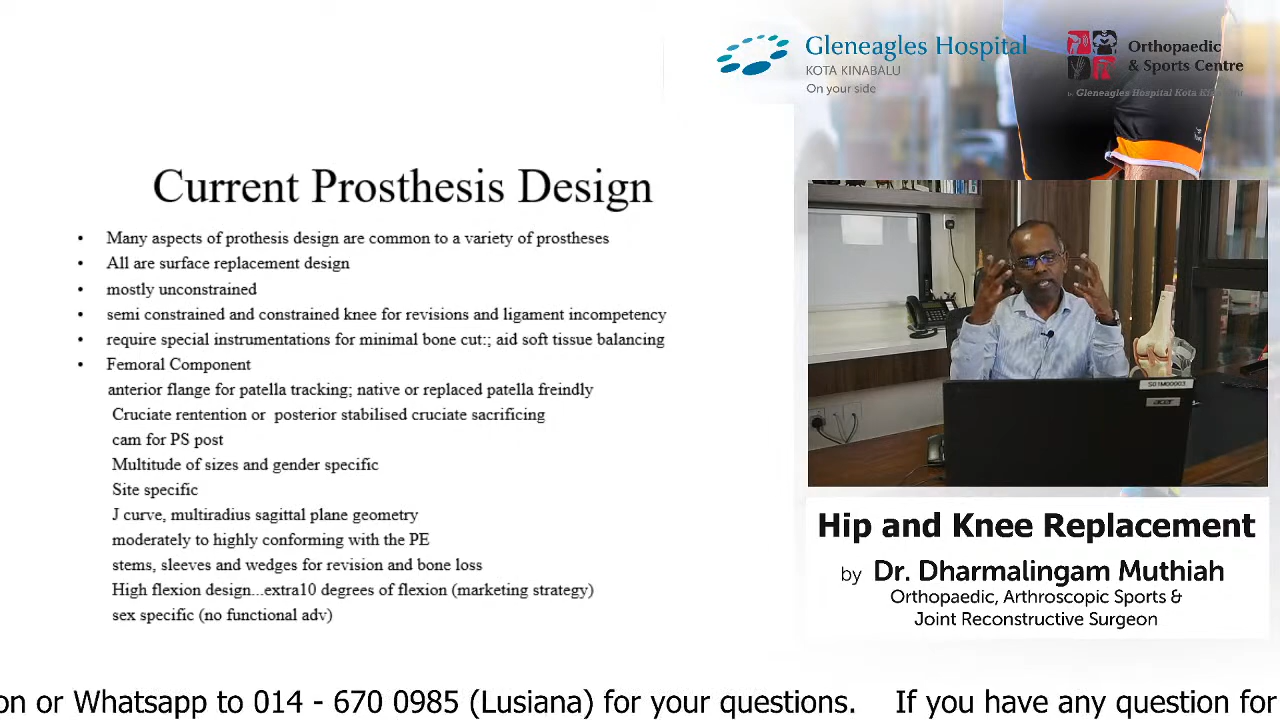 Gleneagles Hospital
KOTA KINABALU
On your side
Orthopaedic
& Sports Centre
Gleneagles Hospital Kota
Current Prosthesis Design
• Many aspects of prothesis design are common to a variety of prostheses
• All are surface replacement design
• mostly unconstrained
• semi constrained and constrained knee for revisions and ligament incompetency
• require special instrumentations for minimal bone cut:; aid soft tissue balancing
• Femoral Component
anterior flange for patella tracking; native or replaced patella freindly
Cruciate rentention or posterior stabilised cruciate sacrificing
cam for PS post
Multitude of sizes and gender specific
Site specific
J curve, multiradius sagittal plane geometry
moderately to highly conforming with the PE
stems, sleeves and wedges for revision and bone loss
High flexion design...extra10 degrees of flexion (marketing strategy)
sex specific (no functional adv)
S01M00003
acer
Hip and Knee Replacement
by Dr. Dharmalingam Muthiah
Orthopaedic, Arthroscopic Sports &
Joint Reconstructive Surgeon
on or Whatsapp to 014 - 670 0985 (Lusiana) for your questions. If you have any question for